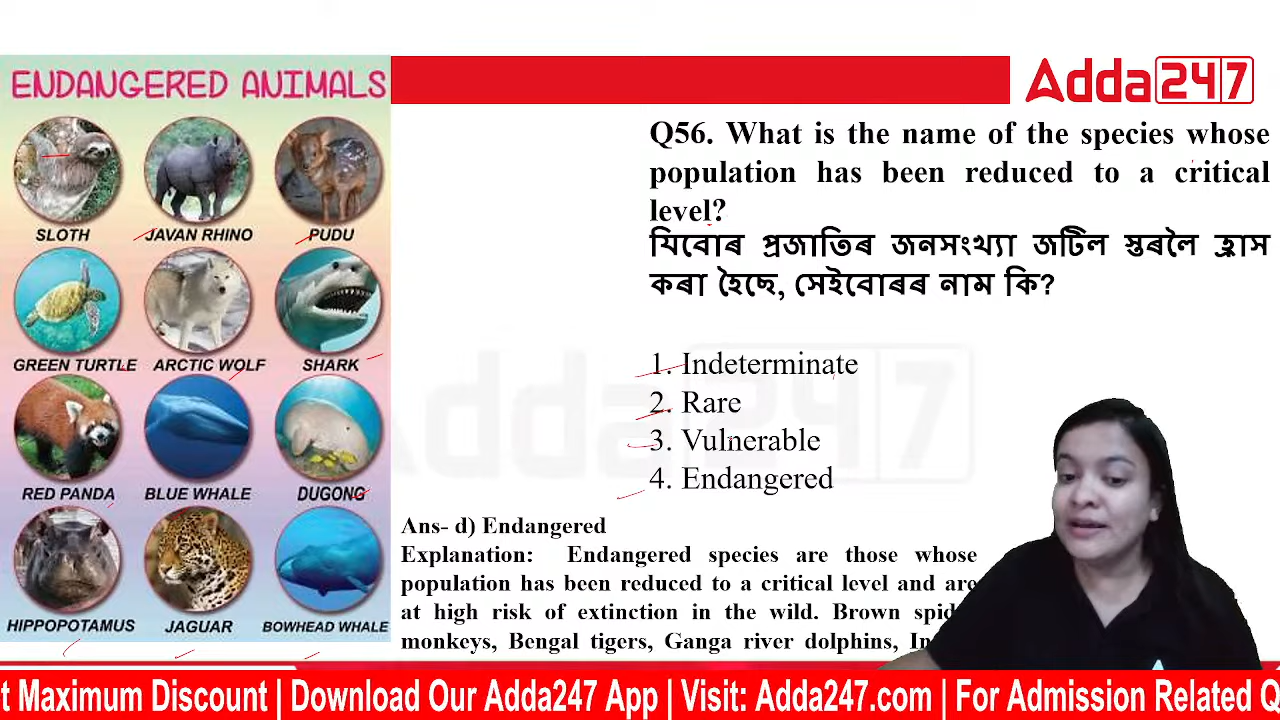 ENDANGERED ANIMALS
SLOTH JAVAN RHINO PUDU
GREEN TURTLE ARCTIC WOLF SHARK
RED PANDA BLUE WHALE DUGONG
HIPPOPOTAMUS JAGUAR BOWHEAD WHALE
Adda247
Q56. What is the name of the species whose
population has been reduced to a critical
level?
যিবোৰ প্ৰজাতিৰ জনসংখ্যা জটিল স্তৰলৈ হ্ৰাস
কৰা হৈছে, সেইবোৰৰ নাম কি?
1. Indeterminate
2. Rare
3. Vulnerable
4. Endangered
Ans- d) Endangered
Explanation: Endangered species are those whose
population has been reduced to a critical level and are
at high risk of extinction in the wild. Brown
monkeys, Bengal tigers, Ganga river dolphins,
Maximum Discount | Download Our Adda247 App | Visit: Adda247.com | For Admission Related